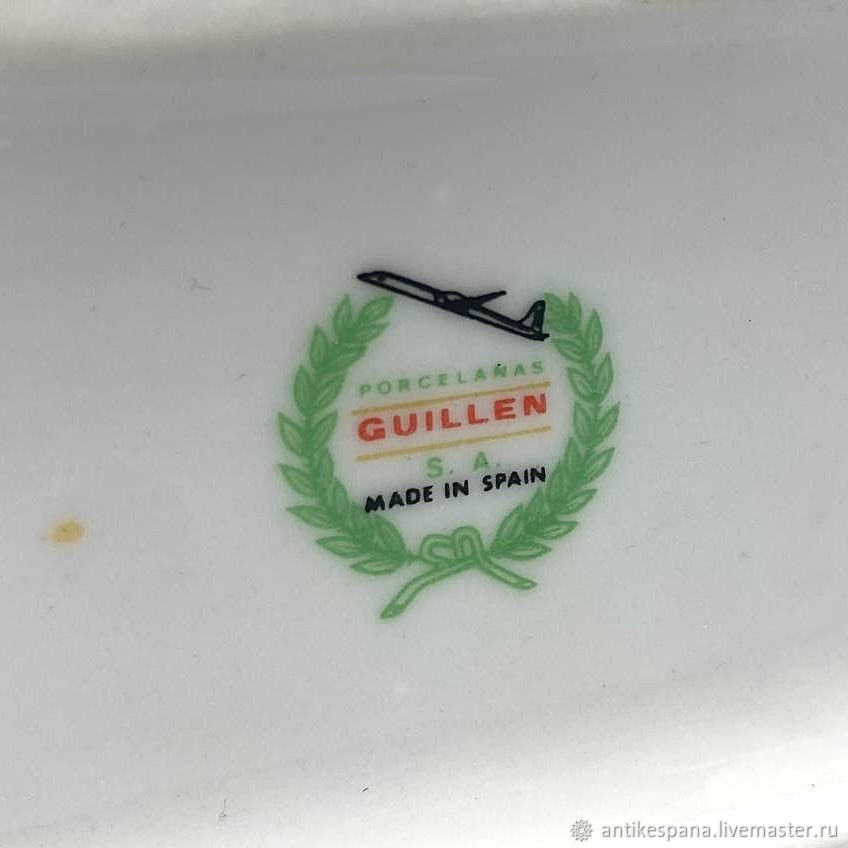 PORCELANAS
GUILLEN
S. A.
MADE IN SPAIN
antikespana.livemaster.ru